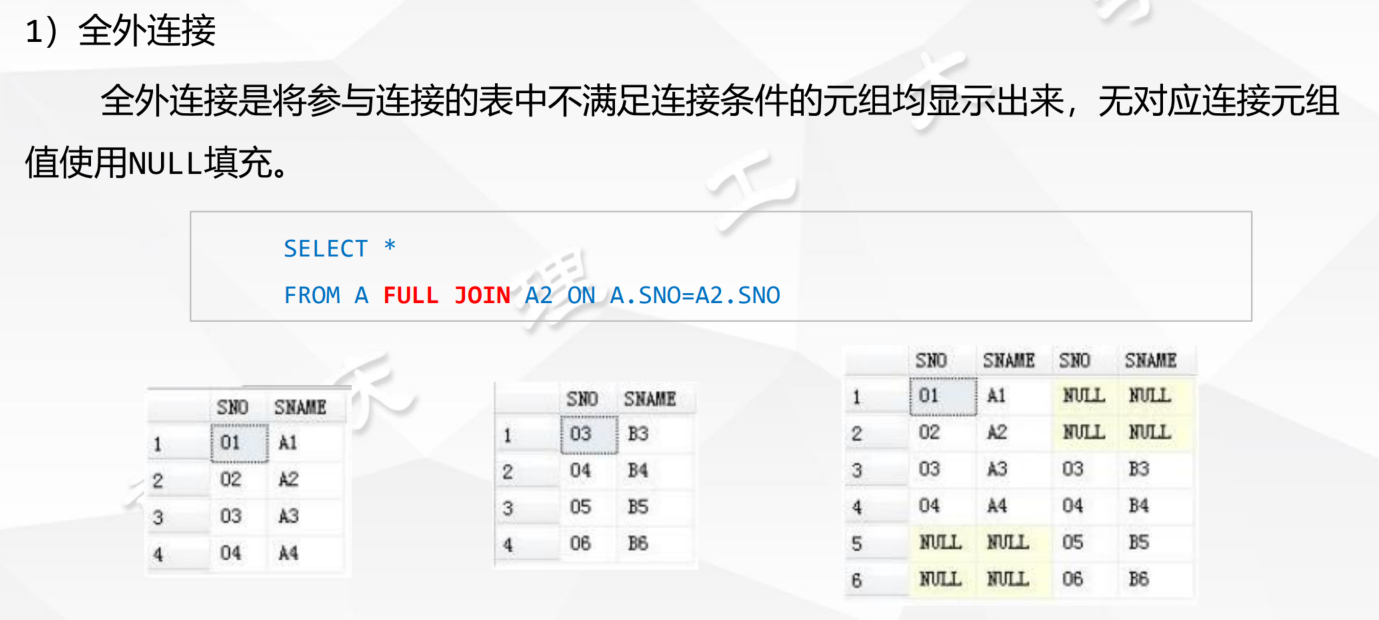 1）全外连接
全外连接是将参与连接的表中不满足连接条件的元组均显示出来，无对应连接元组
值使用NULL填充。
SELECT *
FROM A FULL JOIN A2 ON A.SNO=A2.SNO
SNO SNAME
1 01 A1
2 02 A2
3 03 A3
4 04 A4
SNO SNAME
1 03 B3
2 04 B4
3 05 B5
4 06 B6
SNO SNAME SNO SNAME
1 01 A1 NULL NULL
2 02 A2 NULL NULL
3 03 A3 03 B3
4 04 A4 04 B4
5 NULL NULL 05 B5
6 NULL NULL 06 B6
天 理 工 大